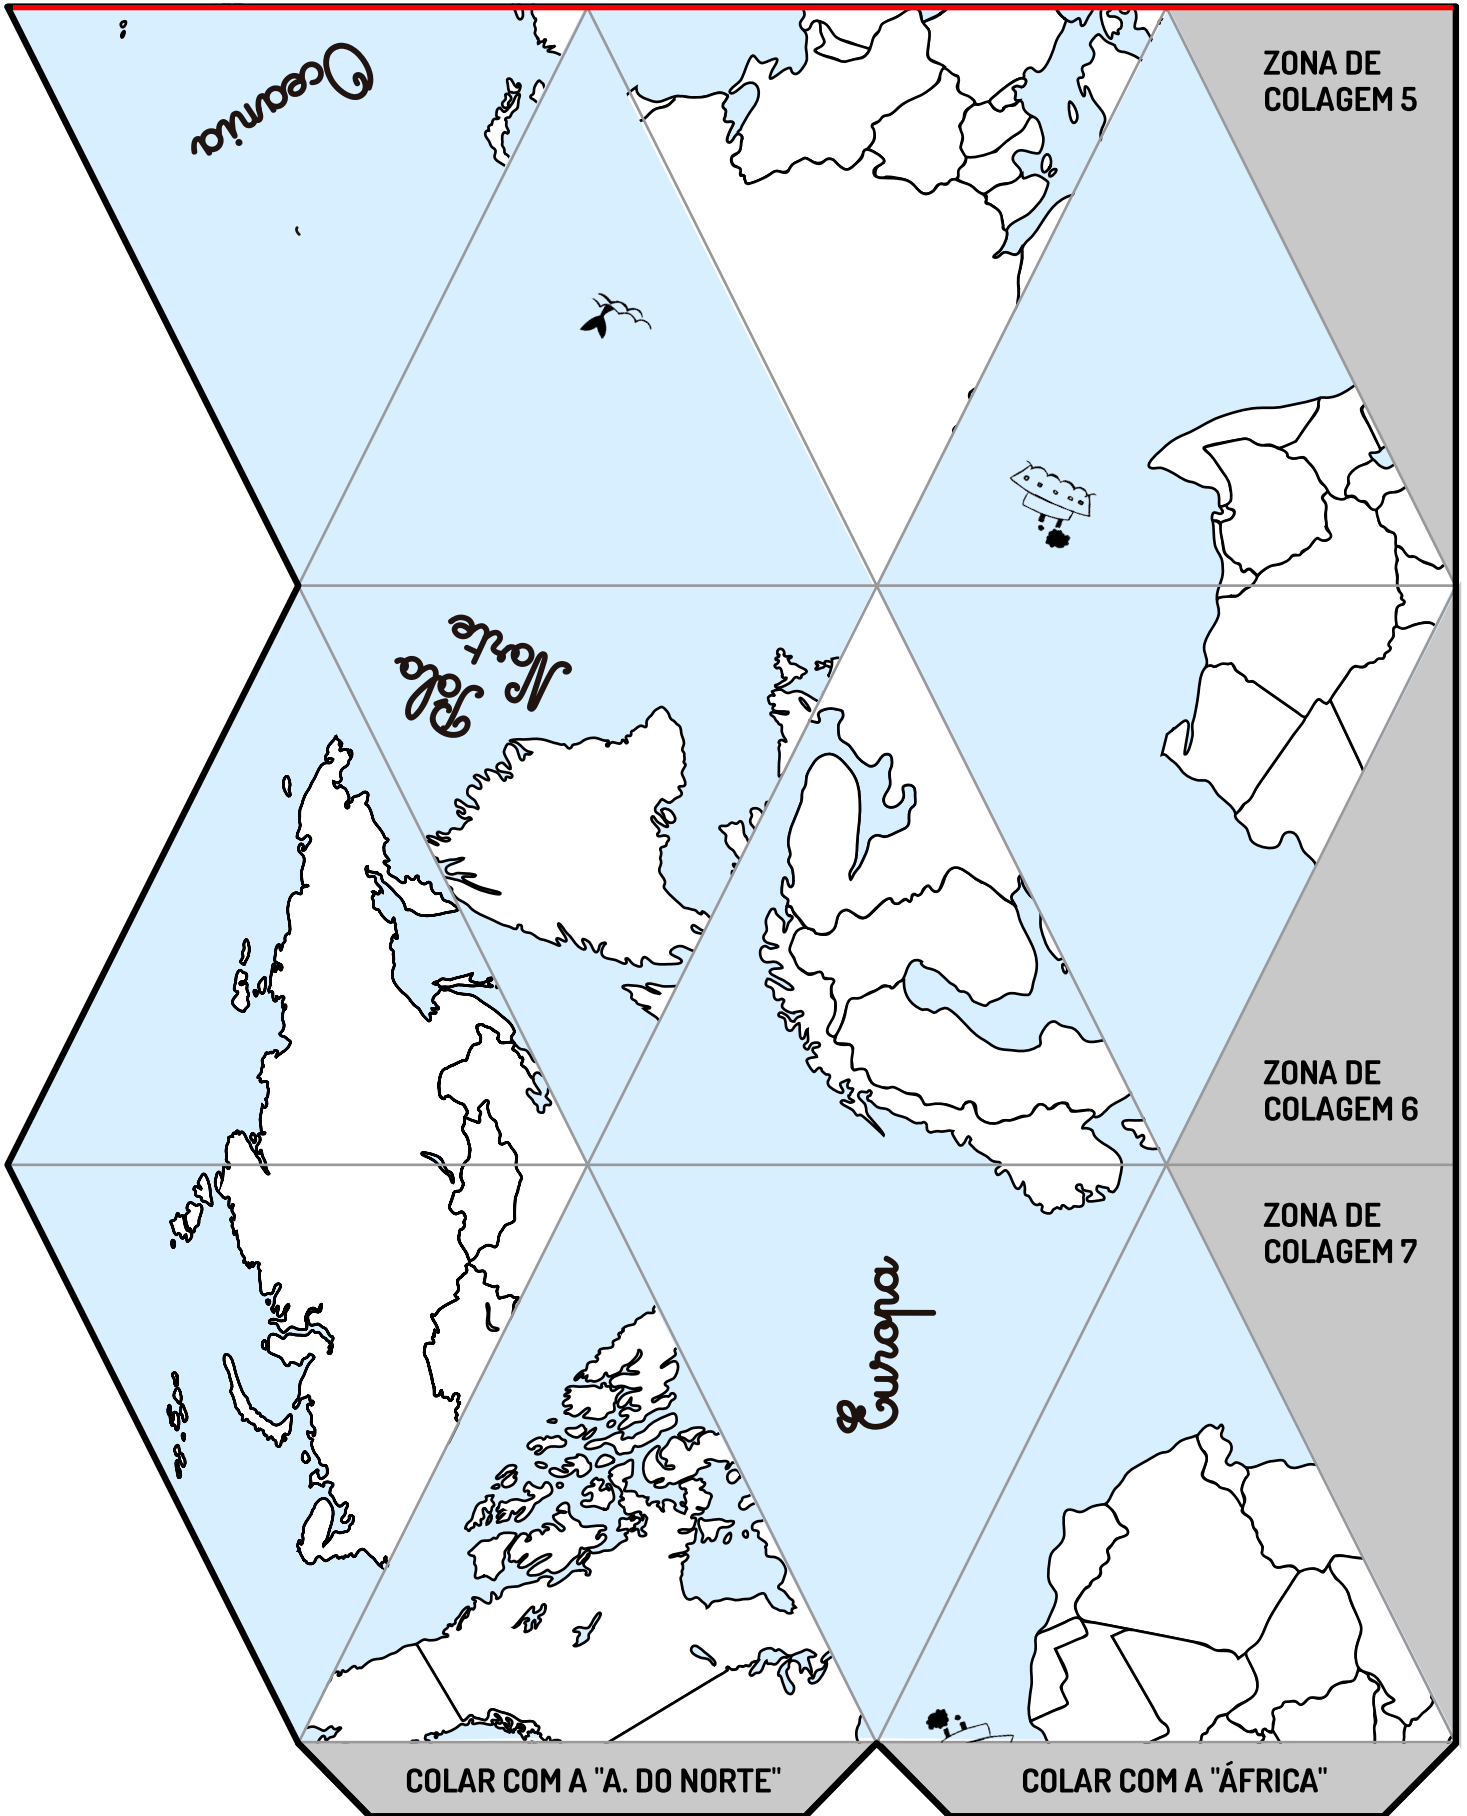 Oceania
ZONA DE
COLAGEM 5
Polo
Norte
ZONA DE
COLAGEM 6
ZONA DE
COLAGEM 7
Europa
COLAR COM A "A. DO NORTE"
COLAR COM A "ÁFRICA"